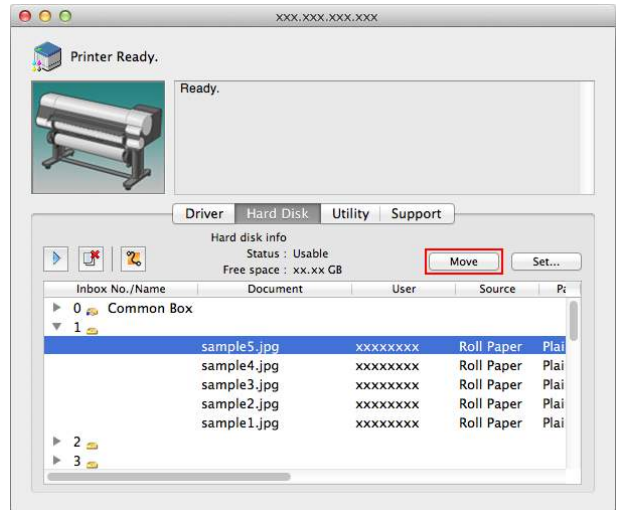 xxx.xxx.xxx.xxx
Printer Ready.
Ready.
Driver Hard Disk Utility Support
Hard disk info
Status : Usable
Free space : xx.xx GB
Move Set...
Inbox No./Name Document User Source Pa
0 Common Box
1
sample5.jpg xxxxxxxx Roll Paper Plai
sample4.jpg xxxxxxxx Roll Paper Plai
sample3.jpg xxxxxxxx Roll Paper Plai
sample2.jpg xxxxxxxx Roll Paper Plai
sample1.jpg xxxxxxxx Roll Paper Plai
2
3